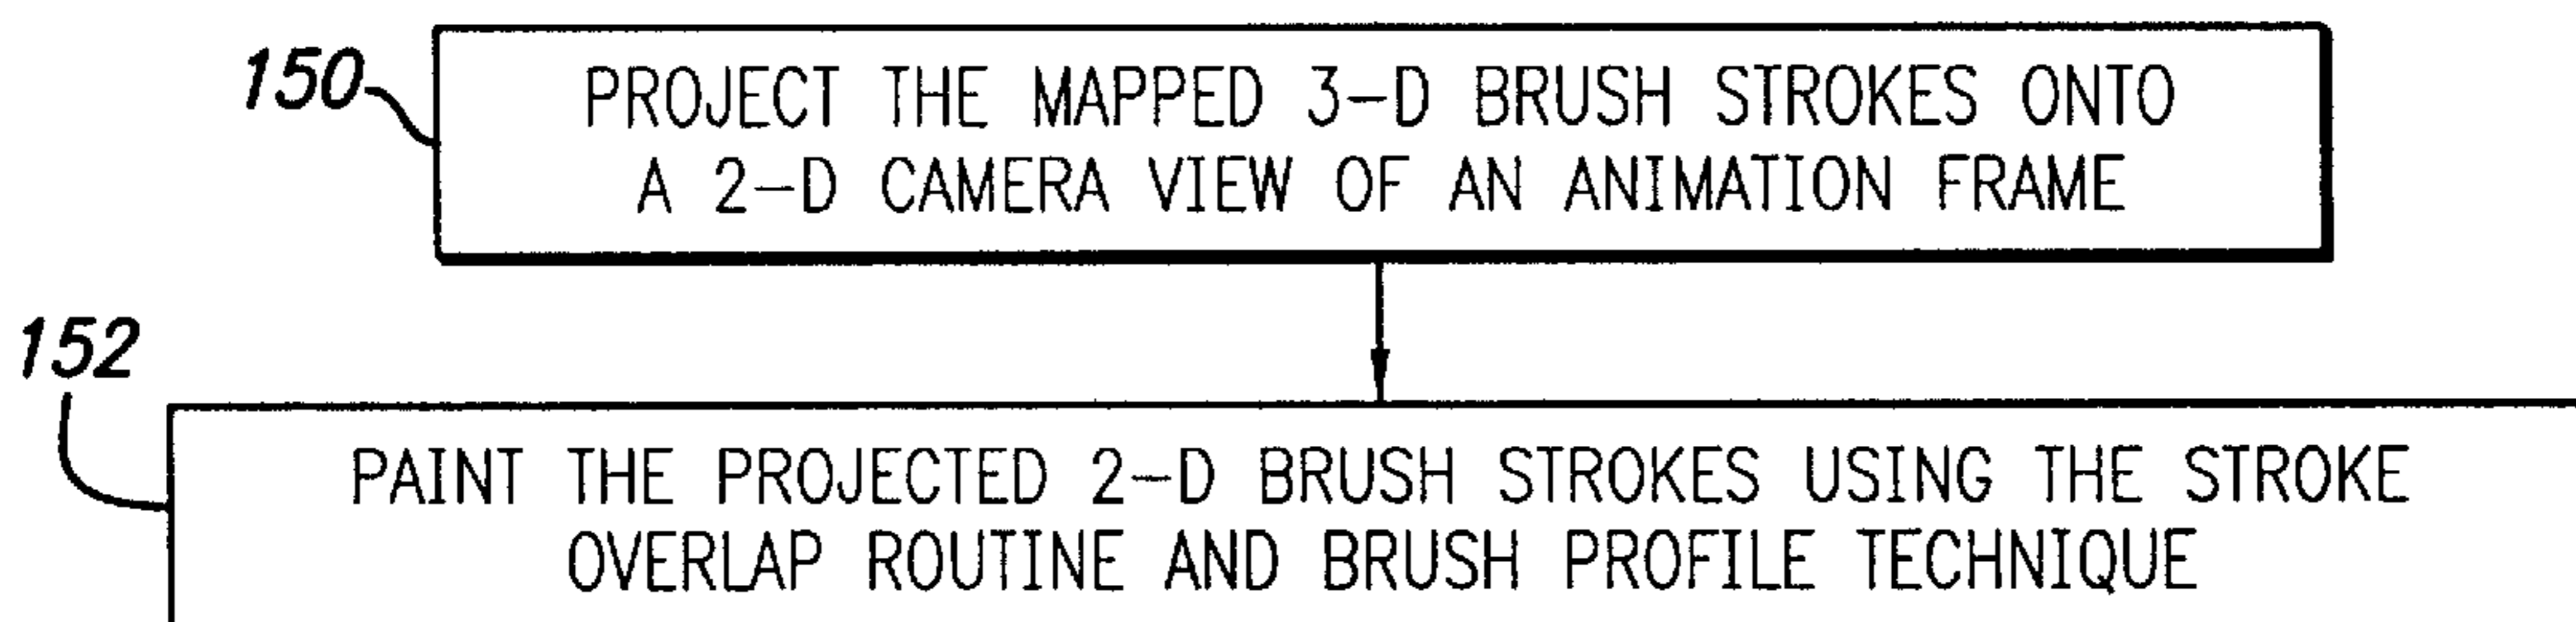 150
PROJECT THE MAPPED 3-D BRUSH STROKES ONTO
A 2-D CAMERA VIEW OF AN ANIMATION FRAME
152
PAINT THE PROJECTED 2-D BRUSH STROKES USING THE STROKE
OVERLAP ROUTINE AND BRUSH PROFILE TECHNIQUE